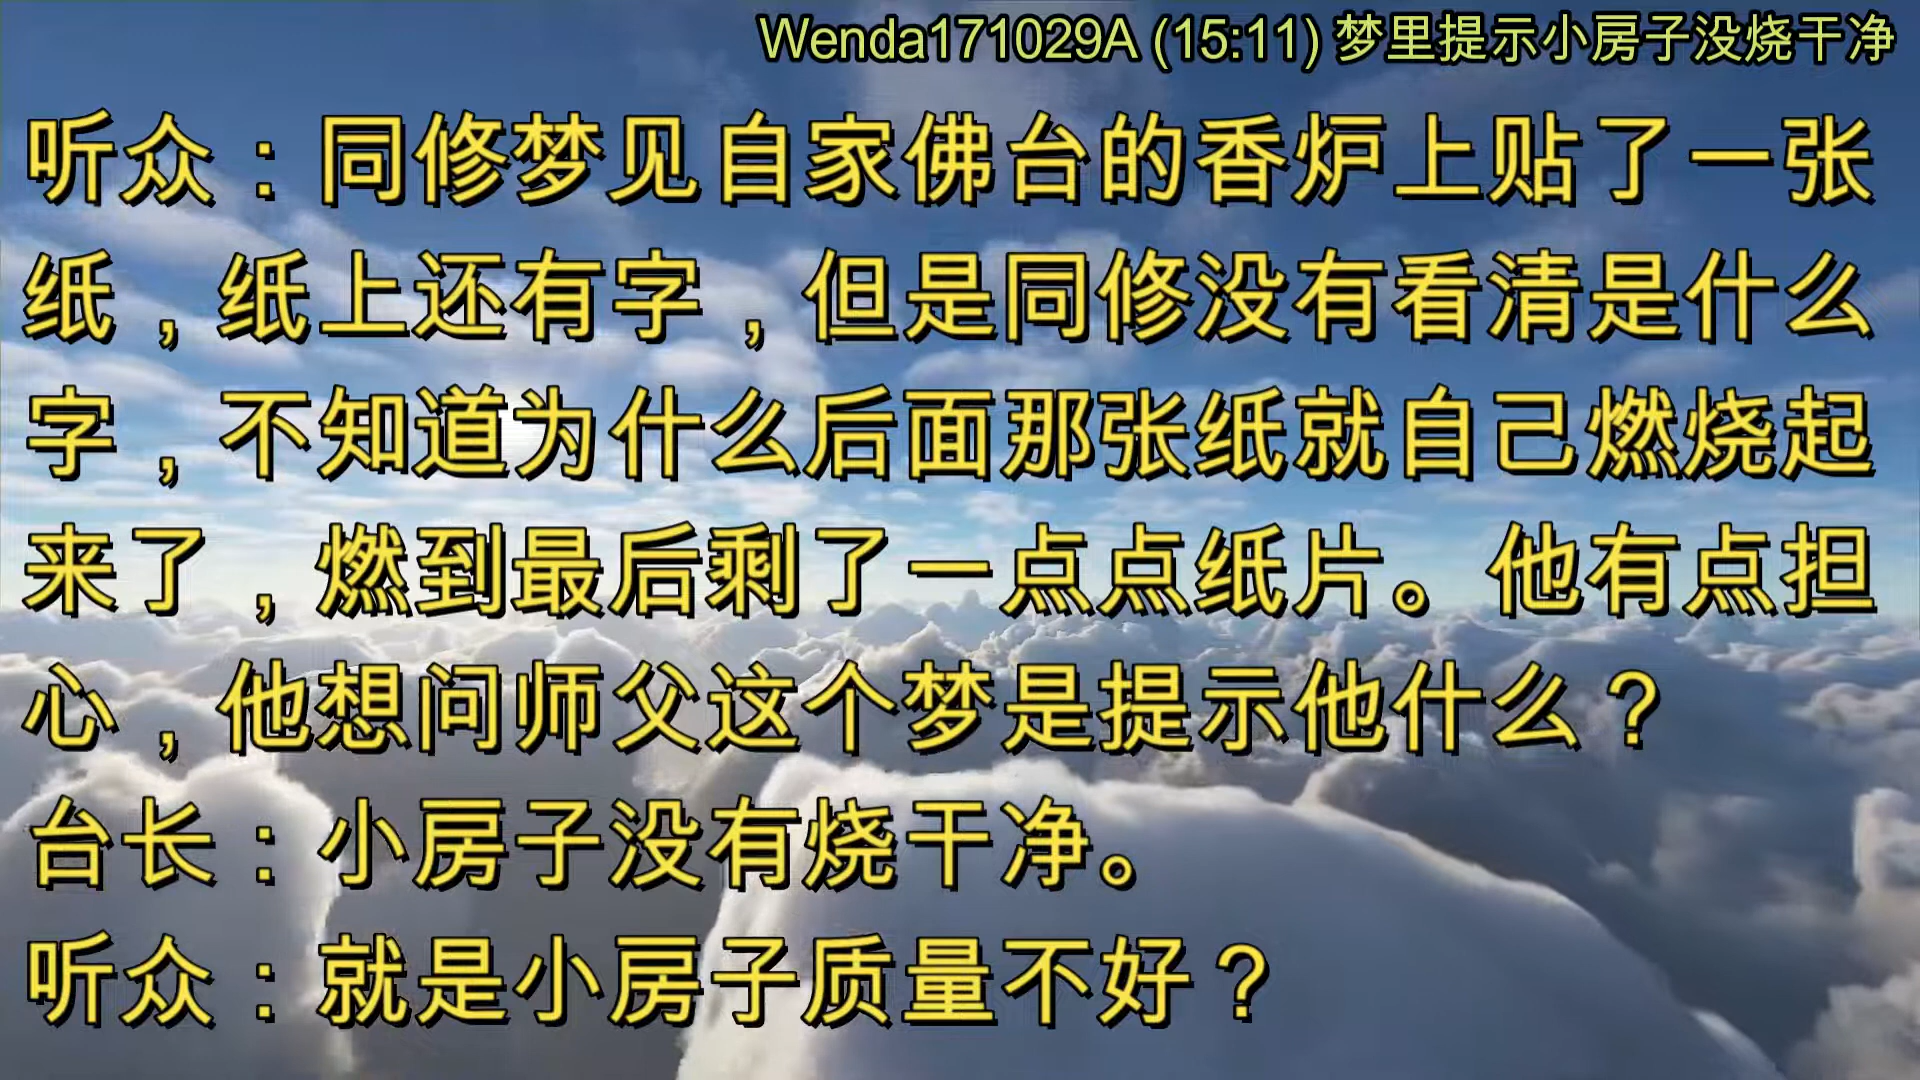 Wenda171029A (15:11) 梦里提示小房子没烧干净
听众：同修梦见自家佛台的香炉上贴了一张
纸，纸上还有字，但是同修没有看清是什么
字，不知道为什么后面那张纸就自己燃烧起
来了，燃到最后剩了一点点纸片。他有点担
心，他想问师父这个梦是提示他什么？
台长：小房子没有烧干净。
听众：就是小房子质量不好？